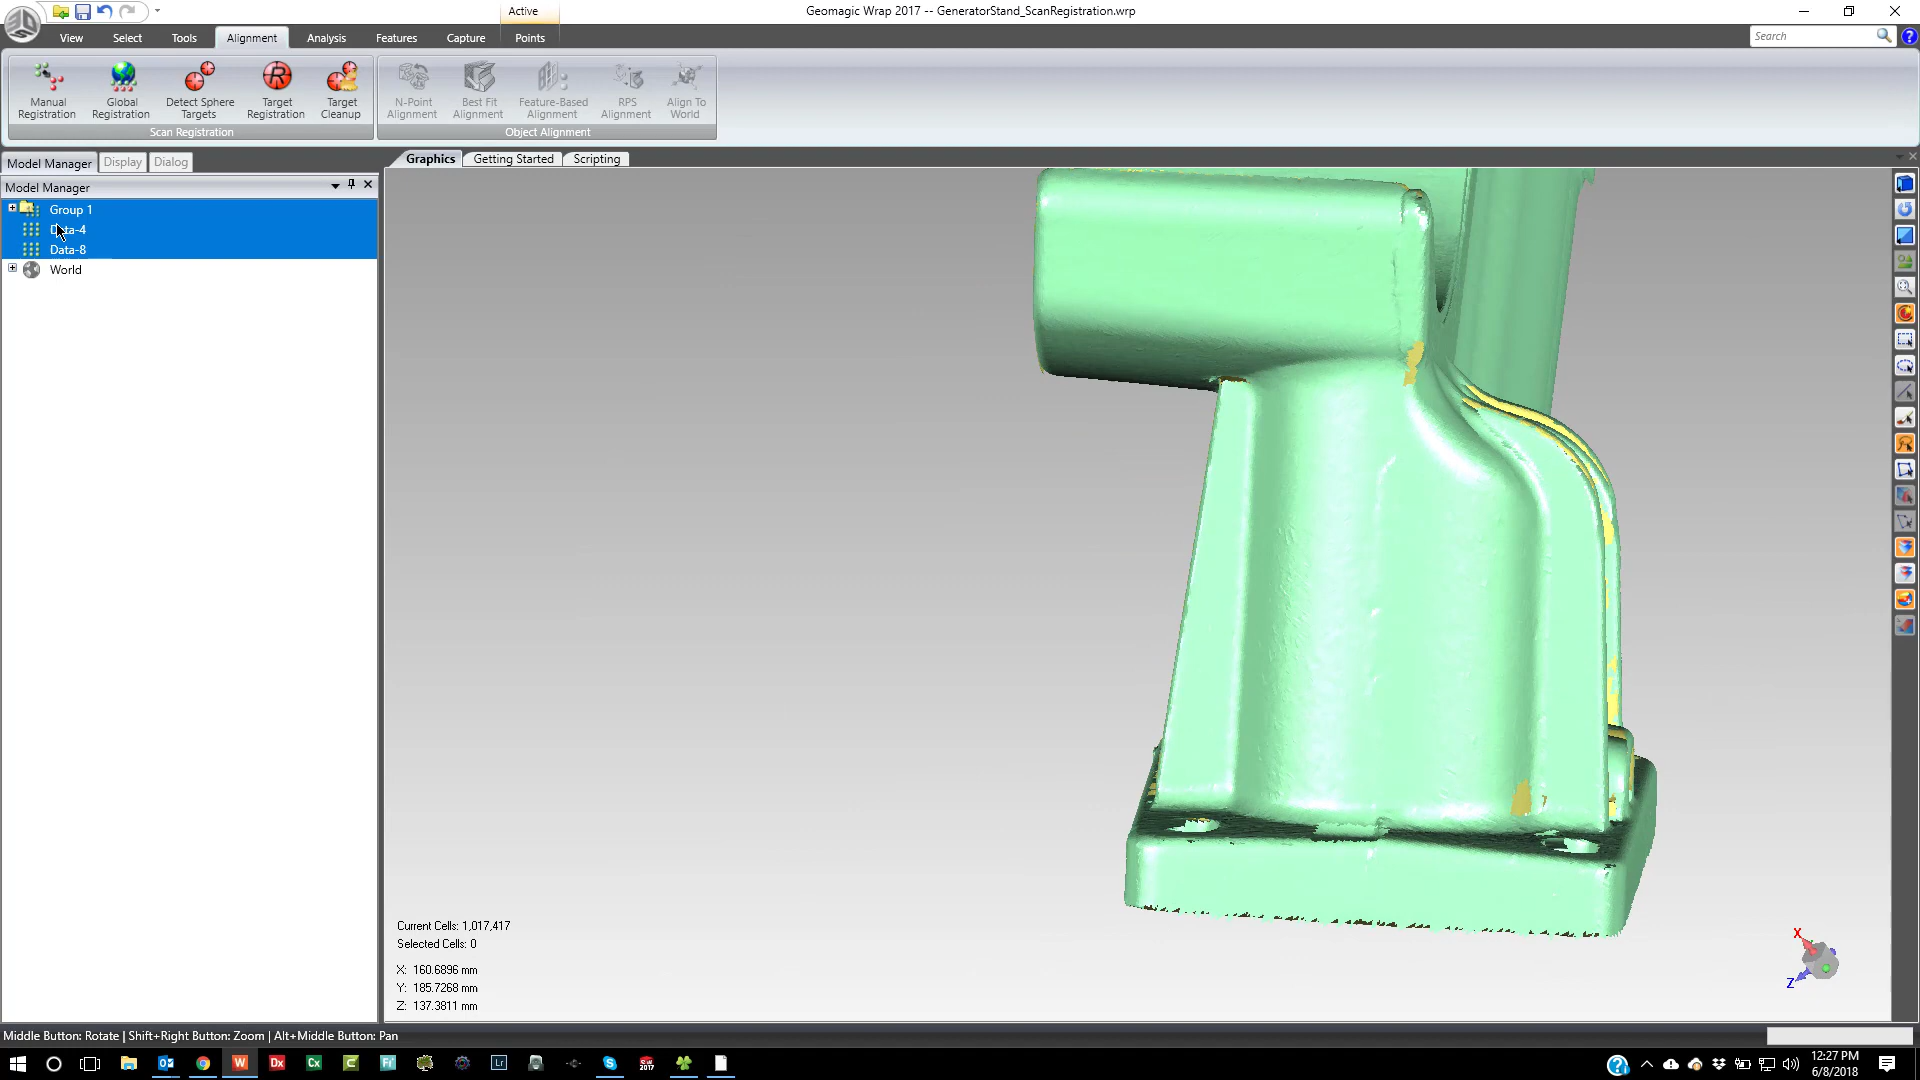 Active
Geomagic Wrap 2017 -- GeneratorStand_ScanRegistration.wrp
View Select Tools Alignment Analysis Features Capture Points
Search
Manual Registration
Global Registration
Detect Sphere Targets
Target Registration
Target Cleanup
N-Point Alignment
Best Fit Alignment
Feature-Based Alignment
RPS Alignment
Align To World
Scan Registration
Object Alignment
Model Manager Display Dialog
Graphics Getting Started Scripting
Model Manager
Group 1
Data-4
Data-8
World
Current Cells: 1,017,417
Selected Cells: 0
X: 160.6896 mm
Y: 185.7268 mm
Z: 137.3811 mm
X
Z
Middle Button: Rotate | Shift+Right Button: Zoom | Alt+Middle Button: Pan
W Dx Cx C Lr 2017
12:27 PM
6/8/2018